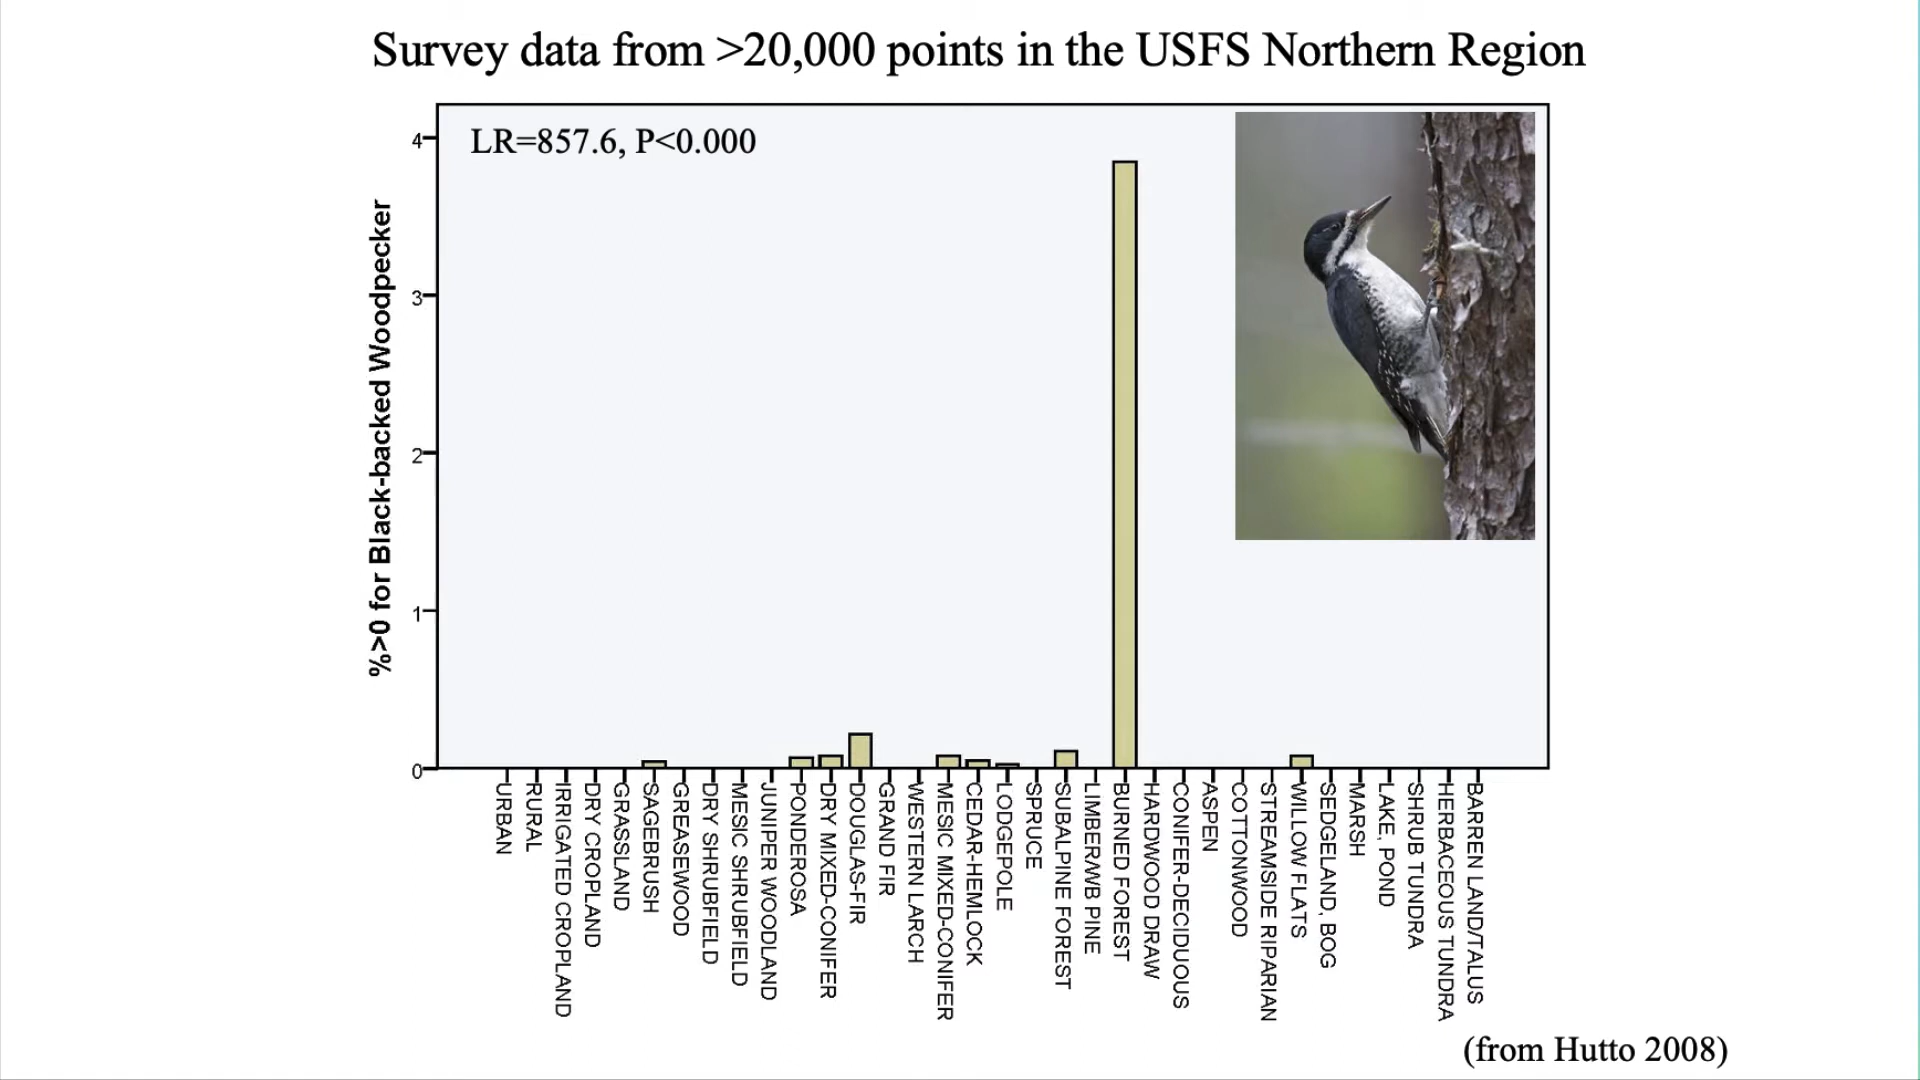 Survey data from >20,000 points in the USFS Northern Region
LR=857.6, P<0.000
%>0 for Black-backed Woodpecker
4
3
2
1
0
URBAN
RURAL
IRRIGATED CROPLAND
DRY CROPLAND
GRASSLAND
SAGEBRUSH
GREASEWOOD
DRY SHRUBFIELD
MESIC SHRUBFIELD
JUNIPER WOODLAND
PONDEROSA
DRY MIXED-CONIFER
DOUGLAS-FIR
GRAND FIR
WESTERN LARCH
MESIC MIXED-CONIFER
CEDAR-HEMLOCK
LODGEPOLE
SPRUCE
SUBALPINE FOREST
LIMBER/WB PINE
BURNED FOREST
HARDWOOD DRAW
CONIFER-DECIDUOUS
ASPEN
COTTONWOOD
STREAMSIDE RIPARIAN
WILLOW FLATS
SEDGELAND, BOG
MARSH
LAKE, POND
SHRUB TUNDRA
HERBACEOUS TUNDRA
BARREN LAND/TALUS
(from Hutto 2008)